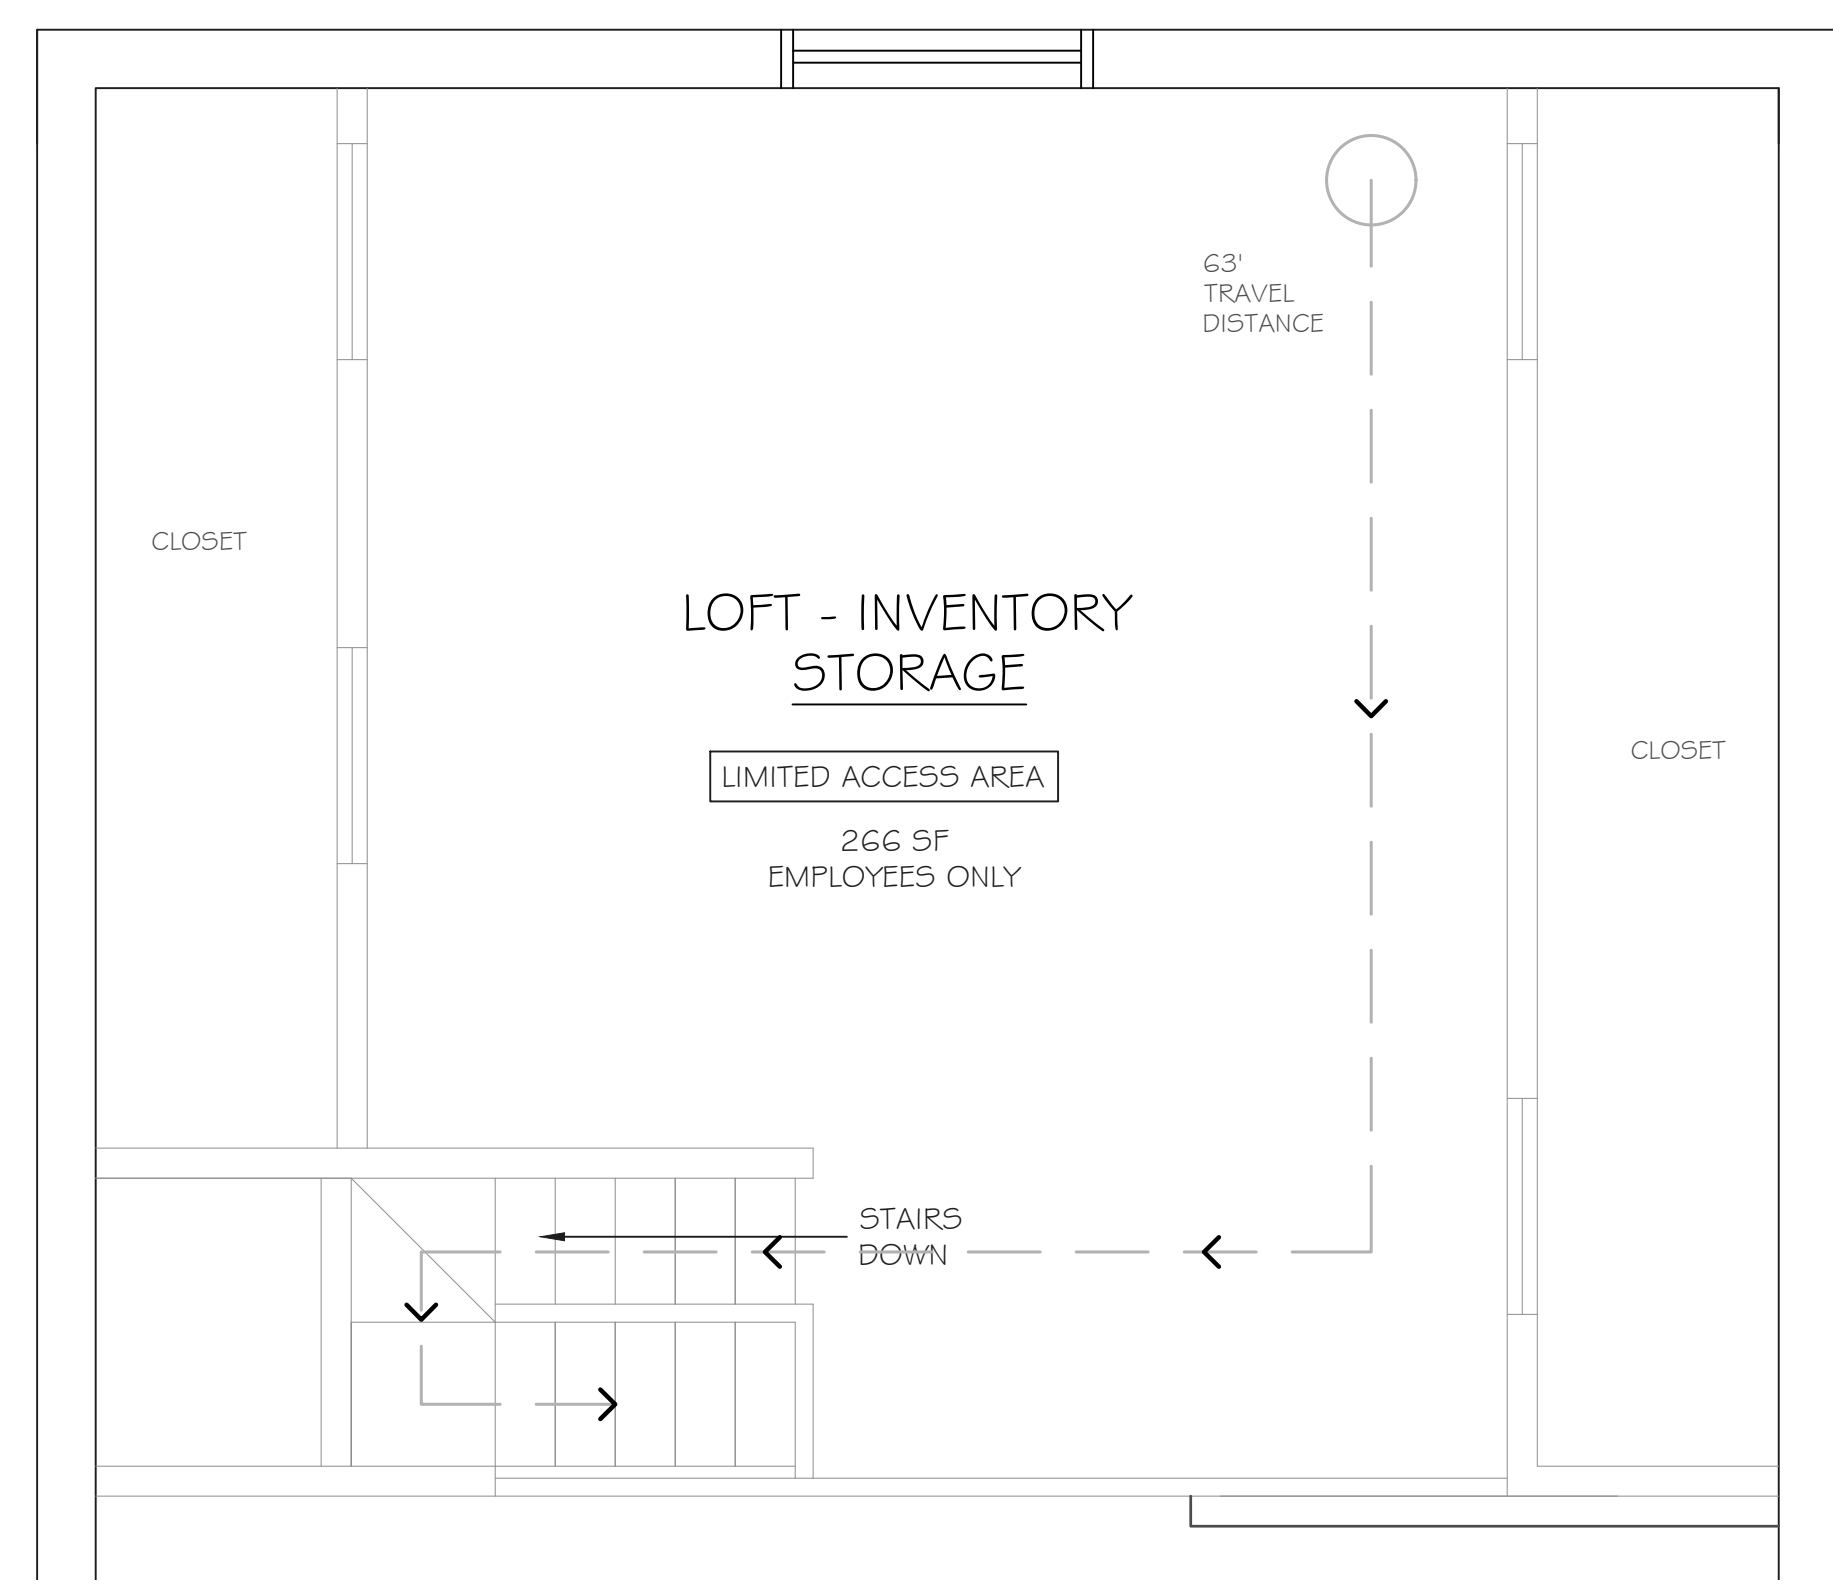 63'
TRAVEL
DISTANCE
CLOSET
LOFT - INVENTORY
STORAGE
LIMITED ACCESS AREA
CLOSET
266 SF
EMPLOYEES ONLY
STAIRS
DOWN